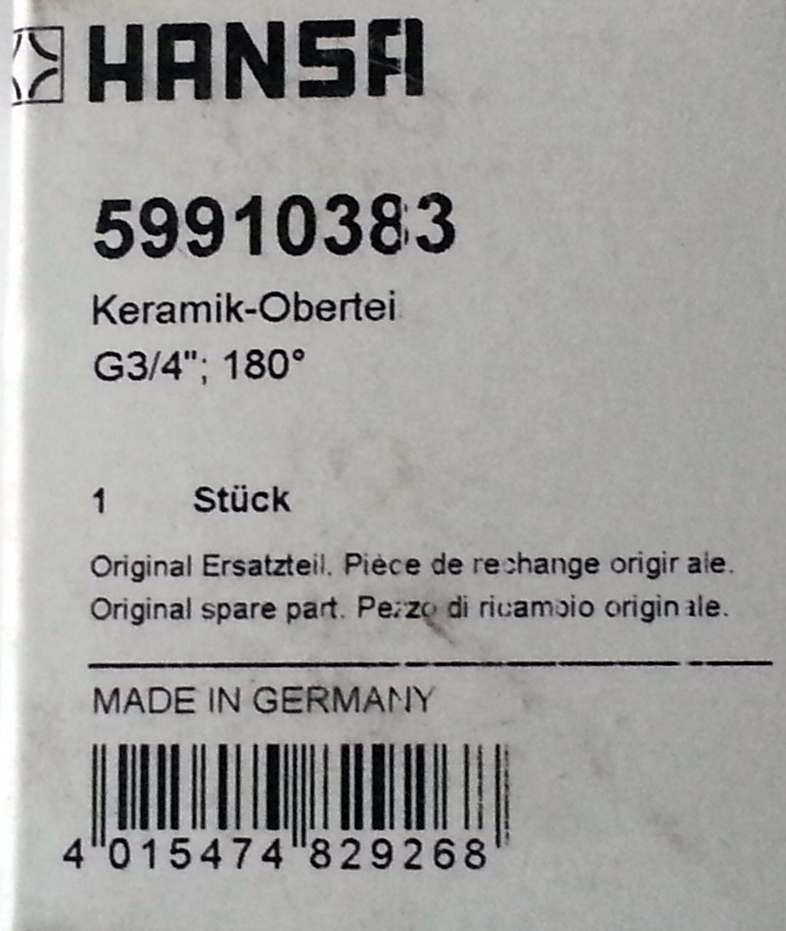 HANSA
59910383
Keramik-Obertei
G3/4"; 180°
1 Stück
Original Ersatzteil. Pièce de rechange originale.
Original spare part. Pezzo di ricambio originale.
MADE IN GERMANY
4 015474 829268